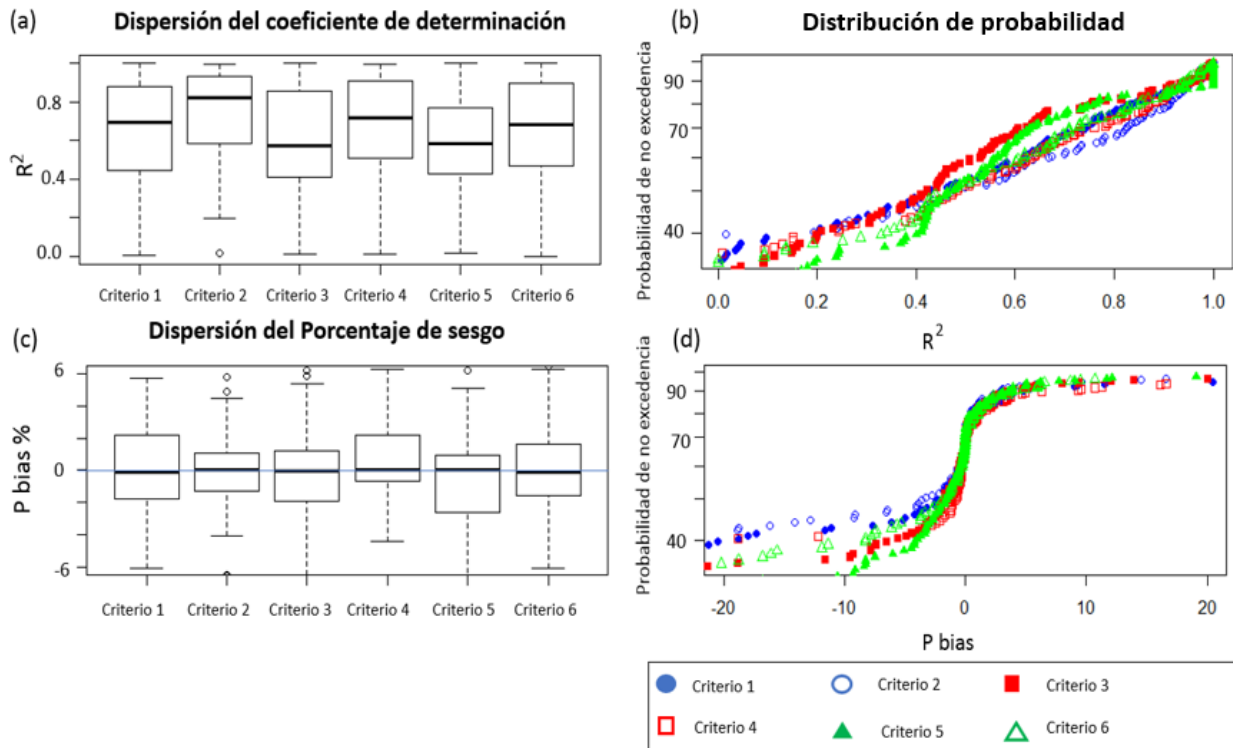 (a)
Dispersión del coeficiente de determinación
R²
0.8
0.4
0.0
Criterio 1 Criterio 2 Criterio 3 Criterio 4 Criterio 5 Criterio 6
(b)
Distribución de probabilidad
Probabilidad de no excedencia
90
70
40
0.0 0.2 0.4 0.6 0.8 1.0
R²
(c)
Dispersión del Porcentaje de sesgo
P bias %
6
0
-6
Criterio 1 Criterio 2 Criterio 3 Criterio 4 Criterio 5 Criterio 6
(d)
Probabilidad de no excedencia
90
70
40
-20 -10 0 10 20
P bias
Criterio 1 Criterio 2 Criterio 3
Criterio 4 Criterio 5 Criterio 6